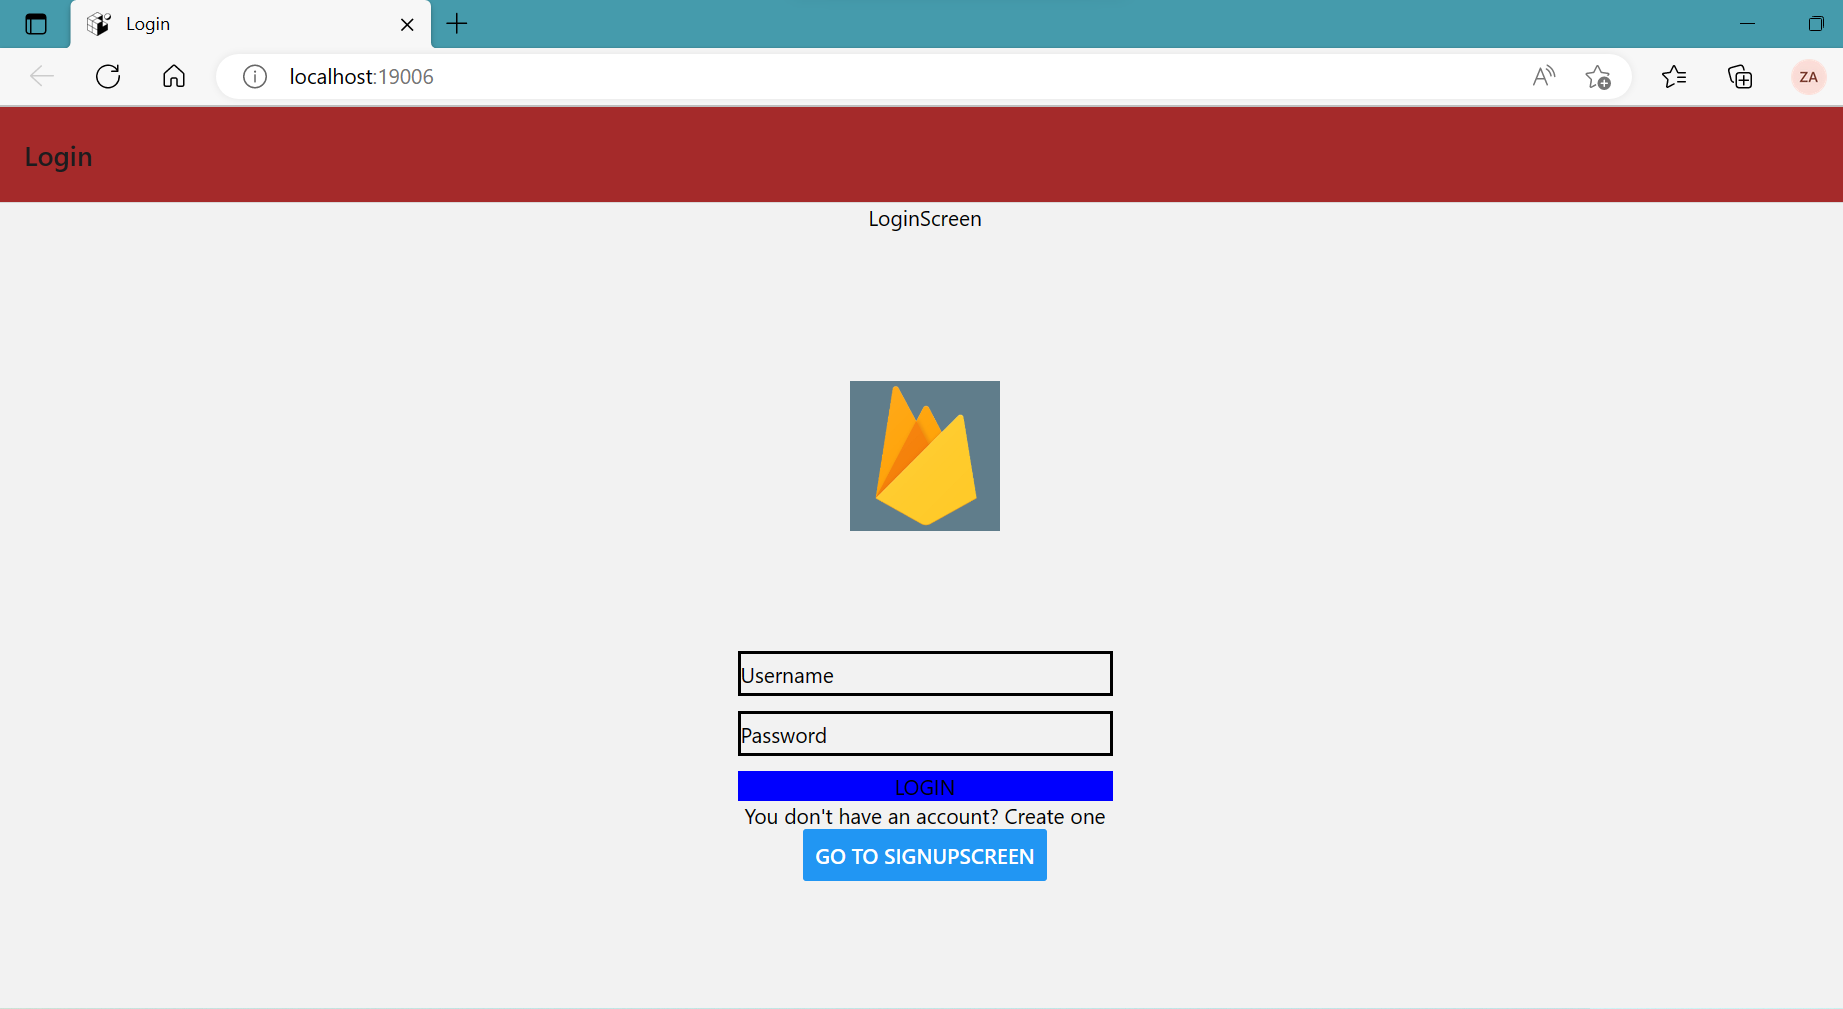 Login
localhost:19006
ZA
Login
LoginScreen
Username
Password
LOGIN
You don't have an account? Create one
GO TO SIGNUPSCREEN